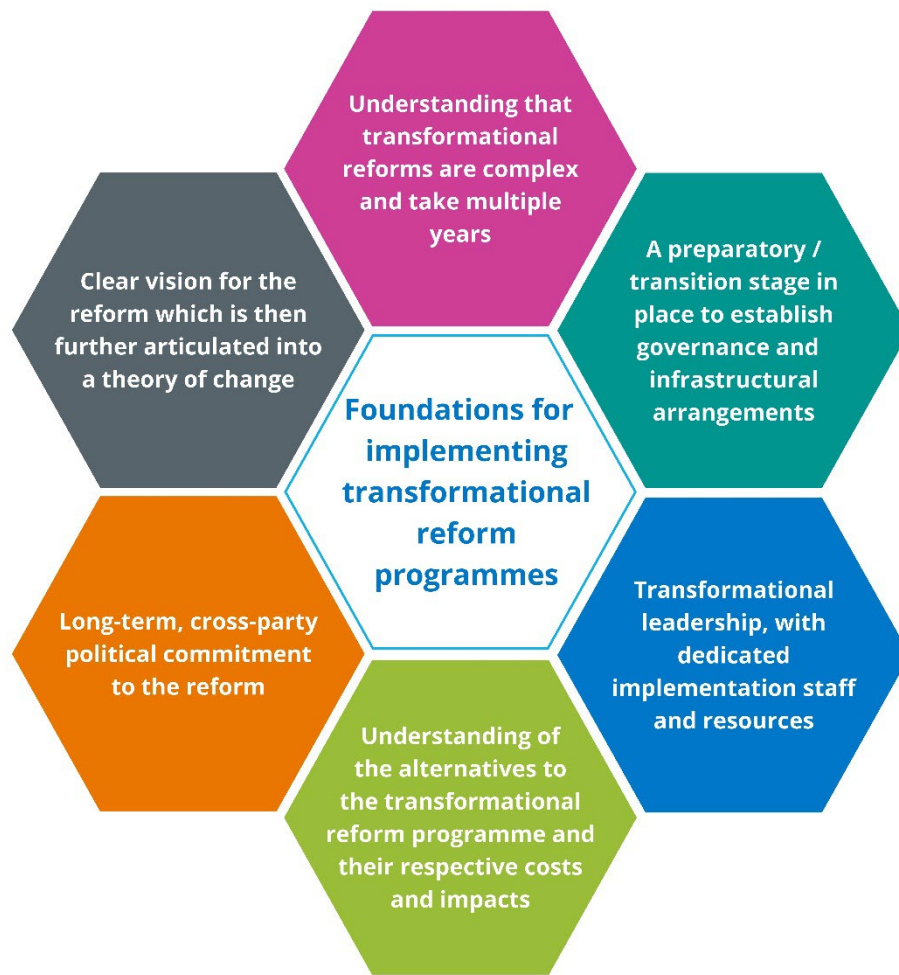 Understanding that
transformational
reforms are complex
and take multiple
years
A preparatory /
transition stage in
place to establish
governance and
infrastructural
arrangements
Clear vision for the
reform which is then
further articulated into
a theory of change
Foundations for
implementing
transformational
reform
programmes
Transformational
leadership, with
dedicated
implementation staff
and resources
Long-term, cross-party
political commitment
to the reform
Understanding of
the alternatives to
the transformational
reform programme and
their respective costs
and impacts